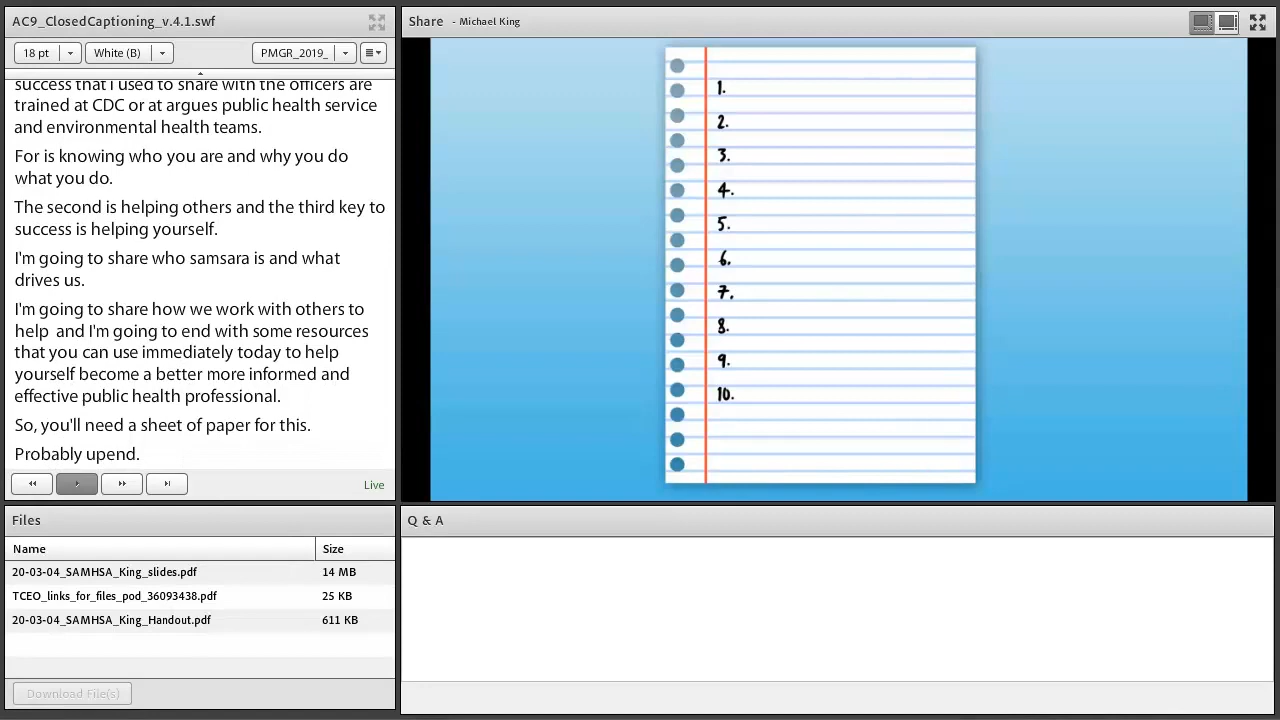 AC9_ClosedCaptioning_v.4.1.swf
18 pt
White (B)
PMGR_2019_
success that I used to share with the officers are
trained at CDC or at argues public health service
and environmental health teams.
For is knowing who you are and why you do
what you do.
The second is helping others and the third key to
success is helping yourself.
I'm going to share who samsara is and what
drives us.
I'm going to share how we work with others to
help  and I'm going to end with some resources
that you can use immediately today to help
yourself become a better more informed and
effective public health professional.
So, you'll need a sheet of paper for this.
Probably upend.
Live
Share - Michael King
1.
2.
3.
4.
5.
6.
7.
8.
9.
10.
Files
Name Size
20-03-04_SAMHSA_King_slides.pdf 14 MB
TCEO_links_for_files_pod_36093438.pdf 25 KB
20-03-04_SAMHSA_King_Handout.pdf 611 KB
Download File(s)
Q & A